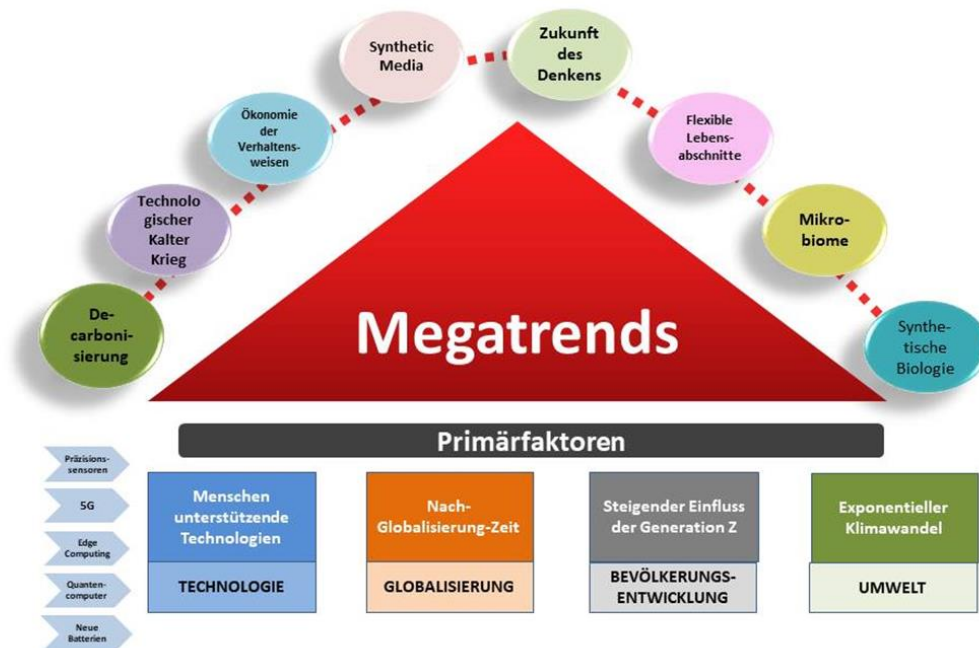 Synthetic
Media
Zukunft
des
Denkens
Ökonomie
der
Verhaltens-
weisen
Flexible
Lebens-
abschnitte
Technolo
gischer
Kalter
Krieg
Mikro-
biome
De-
carboni-
sierung
Synthe-
tische
Biologie
Megatrends
Primärfaktoren
Präzisions-
sensoren
5G
Edge
Computing
Quanten-
computer
Neue
Batterien
Menschen
unterstützende
Technologien
TECHNOLOGIE
Nach-
Globalisierung-Zeit
GLOBALISIERUNG
Steigender Einfluss
der Generation Z
BEVÖLKERUNGS-
ENTWICKLUNG
Exponentieller
Klimawandel
UMWELT